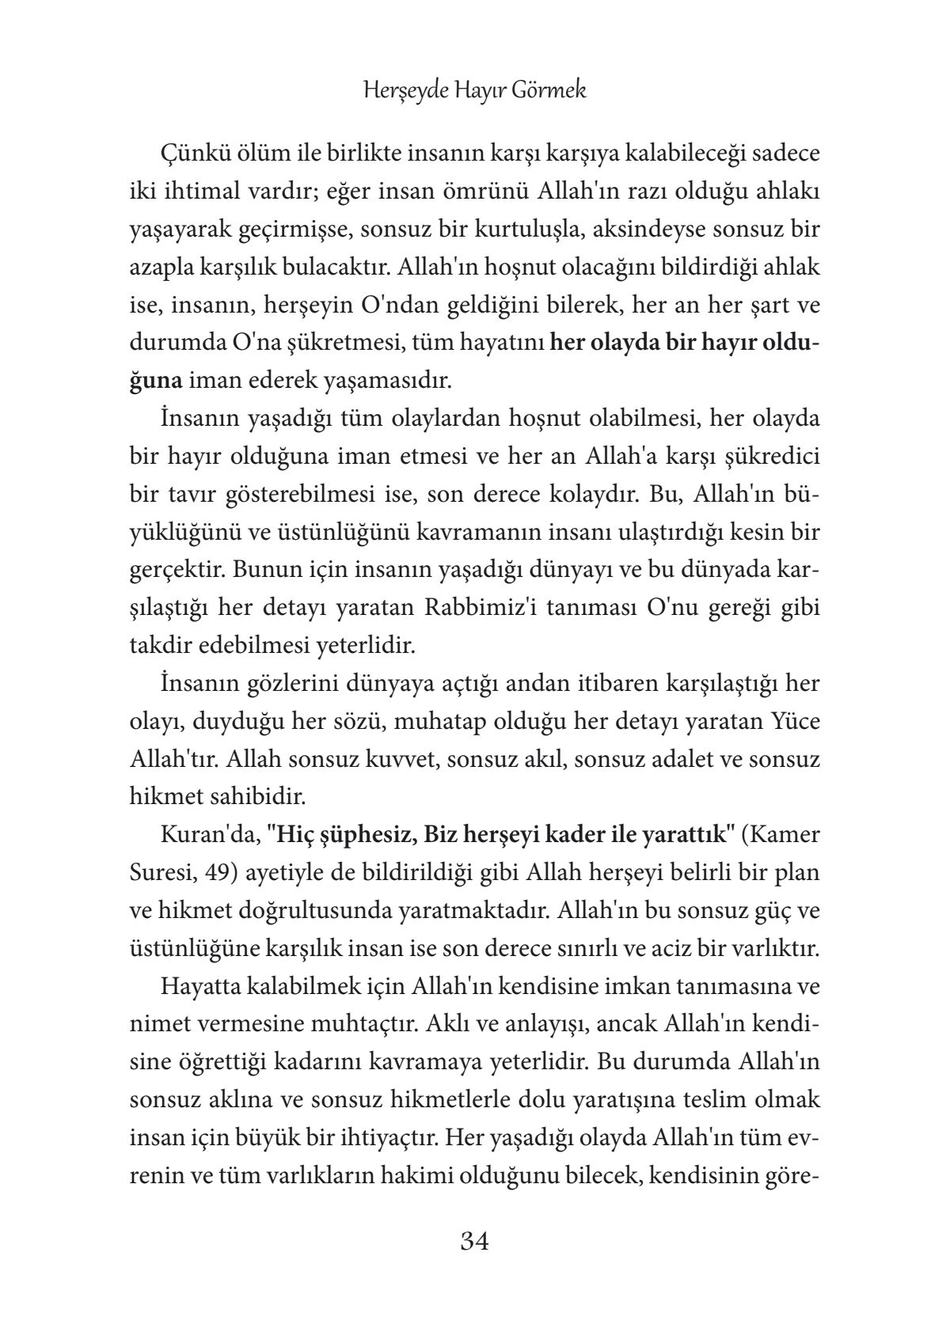 Herşeyde Hayır Görmek
Çünkü ölüm ile birlikte insanın karşı karşıya kalabileceği sadece
iki ihtimal vardır; eğer insan ömrünü Allah'ın razı olduğu ahlakı
yaşayarak geçirmişse, sonsuz bir kurtuluşla, aksindeyse sonsuz bir
azapla karşılık bulacaktır. Allah'ın hoşnut olacağını bildirdiği ahlak
ise, insanın, herşeyin O'ndan geldiğini bilerek, her an her şart ve
durumda O'na şükretmesi, tüm hayatını her olayda bir hayır oldu-
ğuna iman ederek yaşamasıdır.
İnsanın yaşadığı tüm olaylardan hoşnut olabilmesi, her olayda
bir hayır olduğuna iman etmesi ve her an Allah'a karşı şükredici
bir tavır gösterebilmesi ise, son derece kolaydır. Bu, Allah'ın bü-
yüklüğünü ve üstünlüğünü kavramanın insanı ulaştırdığı kesin bir
gerçektir. Bunun için insanın yaşadığı dünyayı ve bu dünyada kar-
şılaştığı her detayı yaratan Rabbimiz'i tanıması O'nu gereği gibi
takdir edebilmesi yeterlidir.
İnsanın gözlerini dünyaya açtığı andan itibaren karşılaştığı her
olayı, duyduğu her sözü, muhatap olduğu her detayı yaratan Yüce
Allah'tır. Allah sonsuz kuvvet, sonsuz akıl, sonsuz adalet ve sonsuz
hikmet sahibidir.
Kuran'da, "Hiç şüphesiz, Biz herşeyi kader ile yarattık" (Kamer
Suresi, 49) ayetiyle de bildirildiği gibi Allah herşeyi belirli bir plan
ve hikmet doğrultusunda yaratmaktadır. Allah'ın bu sonsuz güç ve
üstünlüğüne karşılık insan ise son derece sınırlı ve aciz bir varlıktır.
Hayatta kalabilmek için Allah'ın kendisine imkan tanımasına ve
nimet vermesine muhtaçtır. Aklı ve anlayışı, ancak Allah'ın kendi-
sine öğrettiği kadarını kavramaya yeterlidir. Bu durumda Allah'ın
sonsuz aklına ve sonsuz hikmetlerle dolu yaratışına teslim olmak
insan için büyük bir ihtiyaçtır. Her yaşadığı olayda Allah'ın tüm ev-
renin ve tüm varlıkların hakimi olduğunu bilecek, kendisinin göre-
34